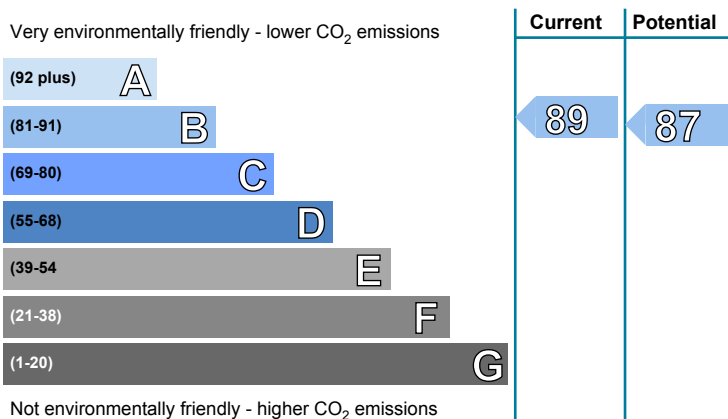 Current Potential
Very environmentally friendly - lower CO2 emissions
(92 plus) A
(81-91) B
89 87
(69-80) C
(55-68) D
(39-54 E
(21-38) F
(1-20) G
Not environmentally friendly - higher CO2 emissions